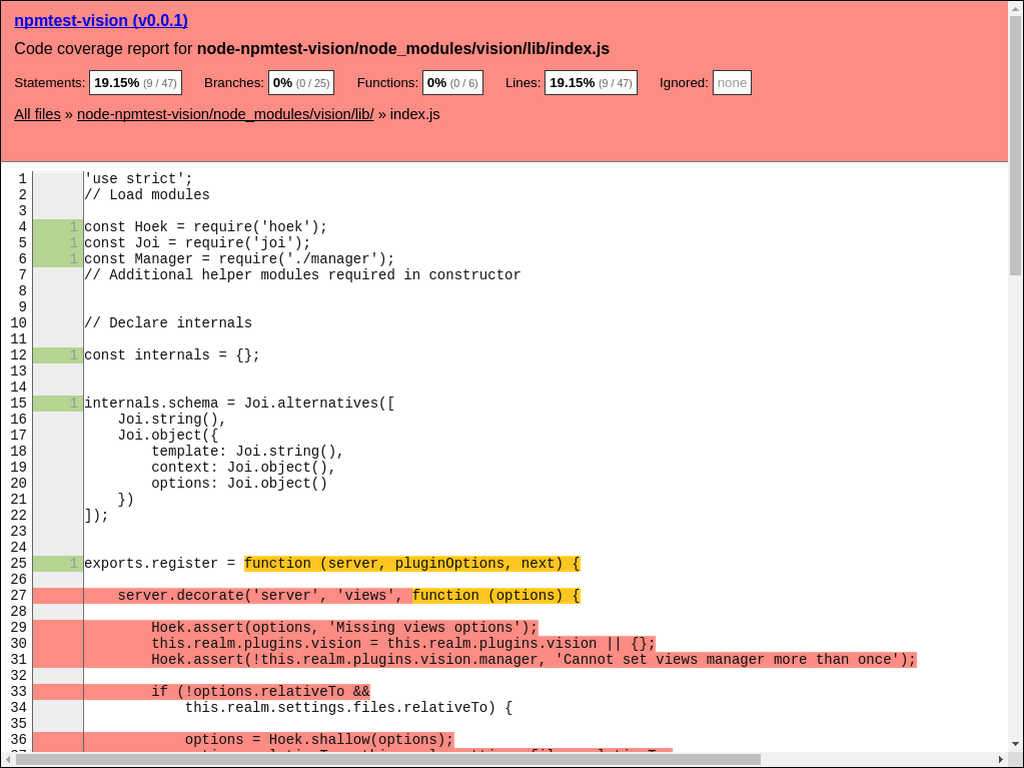 npmtest-vision (v0.0.1)
Code coverage report for node-npmtest-vision/node_modules/vision/lib/index.js
Statements: 19.15% (9 / 47) Branches: 0% (0 / 25) Functions: 0% (0 / 6) Lines: 19.15% (9 / 47) Ignored: none
All files » node-npmtest-vision/node_modules/vision/lib/ » index.js
1 'use strict';
2 // Load modules
3
4 1 const Hoek = require('hoek');
5 1 const Joi = require('joi');
6 1 const Manager = require('./manager');
7 // Additional helper modules required in constructor
8
9
10 // Declare internals
11
12 1 const internals = {};
13
14
15 1 internals.schema = Joi.alternatives([
16     Joi.string(),
17     Joi.object({
18         template: Joi.string(),
19         context: Joi.object(),
20         options: Joi.object()
21     })
22 ]);
23
24
25 1 exports.register = function (server, pluginOptions, next) {
26
27     server.decorate('server', 'views', function (options) {
28
29         Hoek.assert(options, 'Missing views options');
30         this.realm.plugins.vision = this.realm.plugins.vision || {};
31         Hoek.assert(!this.realm.plugins.vision.manager, 'Cannot set views manager more than once');
32
33         if (!options.relativeTo &&
34             this.realm.settings.files.relativeTo) {
35
36             options = Hoek.shallow(options);